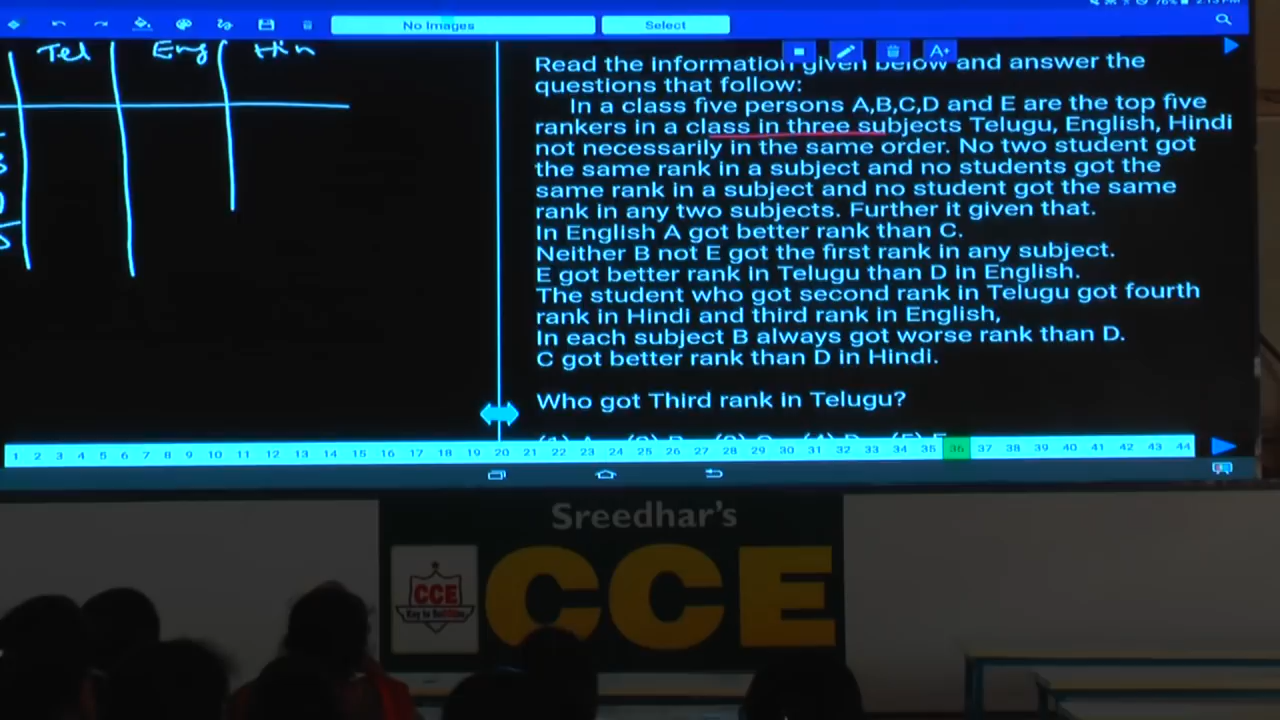 No Images
Select
Tel Eng Hin
Read the information given below and answer the
questions that follow:
In a class five persons A,B,C,D and E are the top five
rankers in a class in three subjects Telugu, English, Hindi
not necessarily in the same order. No two student got
the same rank in a subject and no students got the
same rank in a subject and no student got the same
rank in any two subjects. Further it given that.
In English A got better rank than C.
Neither B not E got the first rank in any subject.
E got better rank in Telugu than D in English.
The student who got second rank in Telugu got fourth
rank in Hindi and third rank in English,
In each subject B always got worse rank than D.
C got better rank than D in Hindi.
Who got Third rank in Telugu?
1 2 3 4 5 6 7 8 9 10 11 12 13 14 15 16 17 18 19 20 21 22 23 24 25 26 27 28 29 30 31 32 33 34 35 36 37 38 39 40 41 42 43 44
Sreedhar's
CCE
CCE